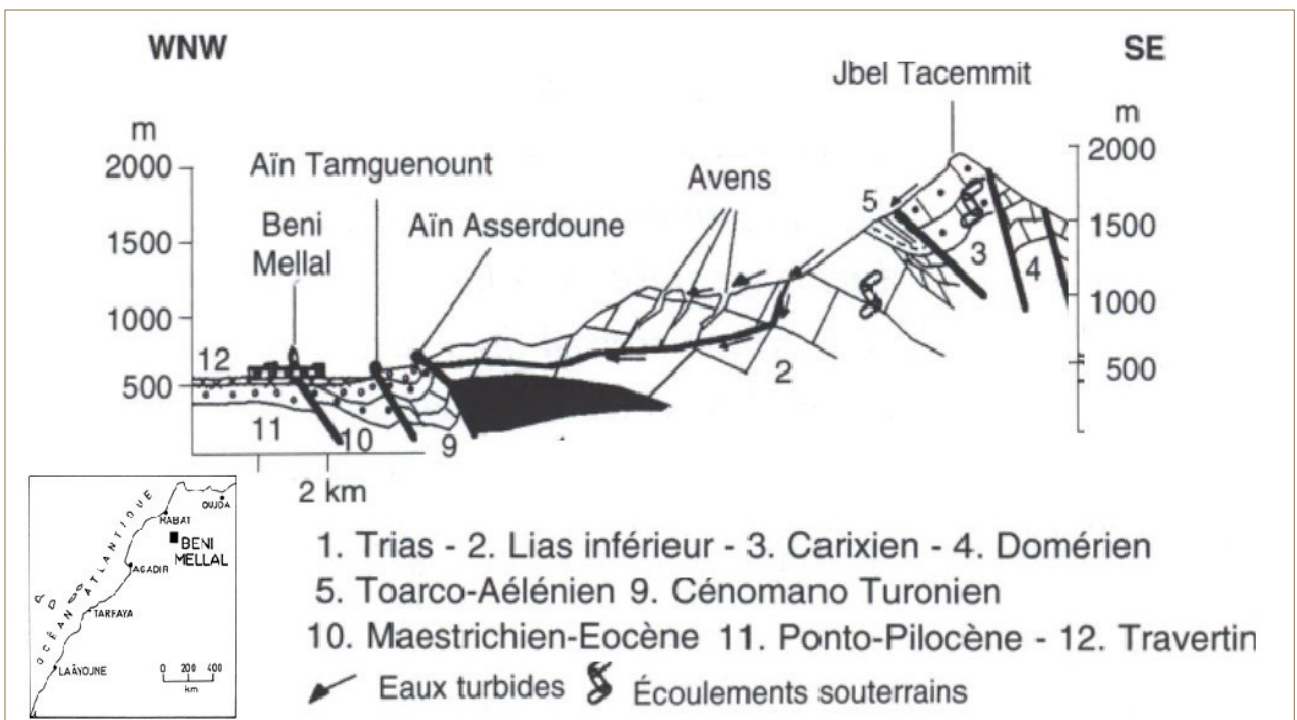 WNW
SE
Jbel Tacemmit
m
m
2000
2000
Aïn Tamguenount
Avens
5
Beni
Mellal
Aïn Asserdoune
1500
1500
3
4
1000
1000
12
2
500
500
11
10
9
2 km
OCÉAN ATLANTIQUE
OUJDA
RABAT
BENI
MELLAL
AGADIR
TARFAYA
LAÂYOUNE
0 200 400
km
1. Trias - 2. Lias inférieur - 3. Carixien - 4. Domérien
5. Toarco-Aélénien 9. Cénomano Turonien
10. Maestrichien-Eocène 11. Ponto-Pilocène - 12. Travertin
Eaux turbides
Écoulements souterrains